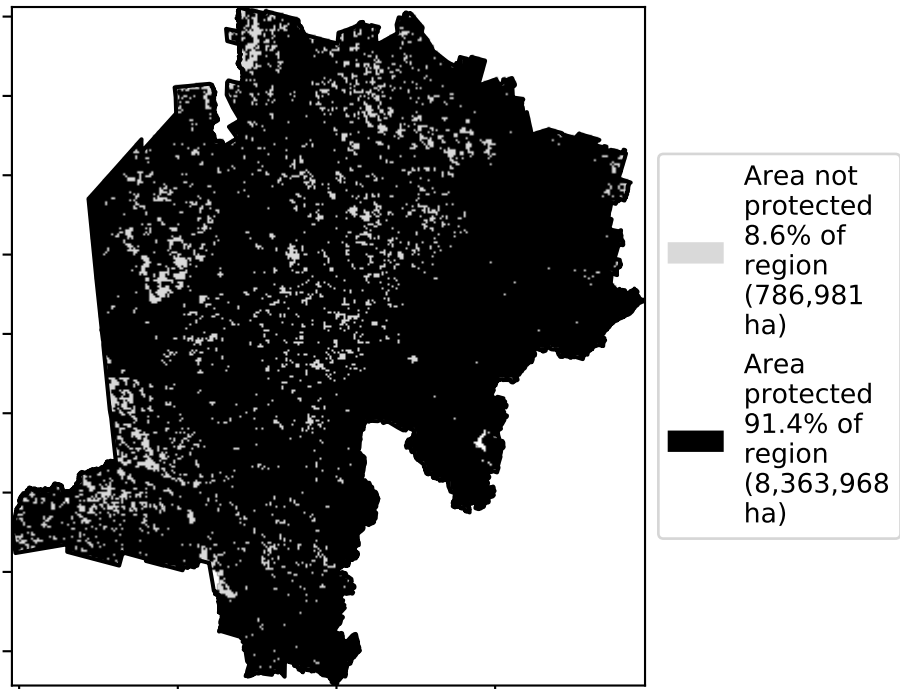 Area not
protected
8.6% of
region
(786,981
ha)
Area
protected
91.4% of
region
(8,363,968
ha)